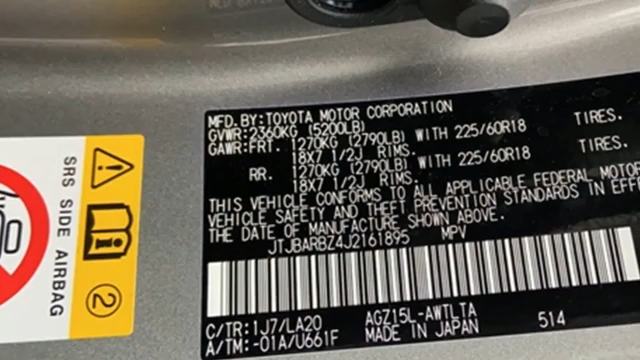 MFD. BY: TOYOTA MOTOR CORPORATION
GVWR: 2360KG (5200LB)
GAWR: FRT. 1270KG (2790LB) WITH 225/60R18 TIRES.
18X7 1/2J RIMS.
RR. 1270KG (2790LB) WITH 225/60R18 TIRES.
18X7 1/2J RIMS.
THIS VEHICLE CONFORMS TO ALL APPLICABLE FEDERAL MOTOR
VEHICLE SAFETY AND THEFT PREVENTION STANDARDS IN EFFE
THE DATE OF MANUFACTURE SHOWN ABOVE.
JTJBARBZ4J2161895 MPV
C/TR: 1J7/LA20 AGZ15L-AWTLTA
A/TM: -01A/U661F MADE IN JAPAN 514
SRS SIDE AIRBAG
2